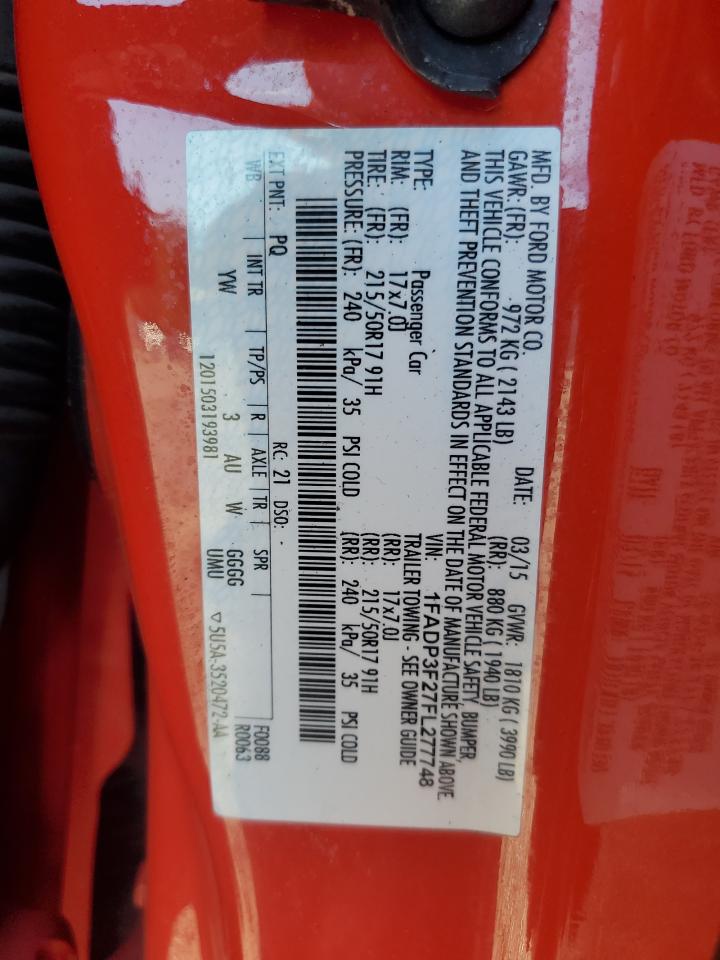 MFD. BY FORD MOTOR CO.
DATE: 03/15 GVWR: 1810 KG ( 3990 LB)
GAWR: (FR): 972 KG ( 2143 LB) (RR): 880 KG ( 1940 LB)
THIS VEHICLE CONFORMS TO ALL APPLICABLE FEDERAL MOTOR VEHICLE SAFETY, BUMPER,
AND THEFT PREVENTION STANDARDS IN EFFECT ON THE DATE OF MANUFACTURE SHOWN ABOVE
VIN: 1FADP3F27FL277748
TYPE: Passenger Car TRAILER TOWING - SEE OWNER GUIDE
RIM: (FR): 17x7.0J (RR): 17x7.0J
TIRE: (FR): 215/50R17 91H (RR): 215/50R17 91H
PRESSURE: (FR): 240 kPa/ 35 PSI COLD (RR): 240 kPa/ 35 PSI COLD
EXT PNT: PQ RC: 21 DSO: - F0088
R0063
WB INT TR TP/PS R AXLE TR SPR
YW 3 AU W GGGG
UMU
1201503193981 ▽5U5A-3520472-AA